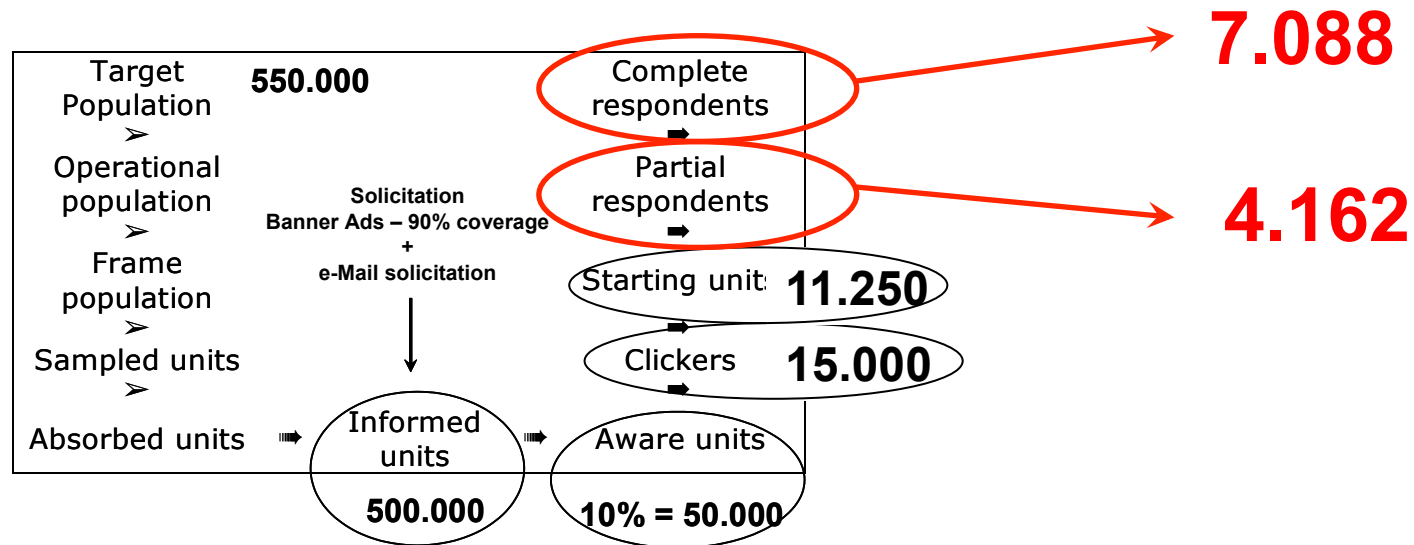 7.088
Target
Population
550.000
Complete
respondents
➢
➠
Operational
population
Partial
respondents
4.162
Solicitation
Banner Ads – 90% coverage
+
e-Mail solicitation
➢
➠
Frame
population
Starting units
11.250
➢
➠
Sampled units
Clickers
15.000
➢
➠
Absorbed units
➠
Informed
units
➠
Aware units
500.000
10% = 50.000